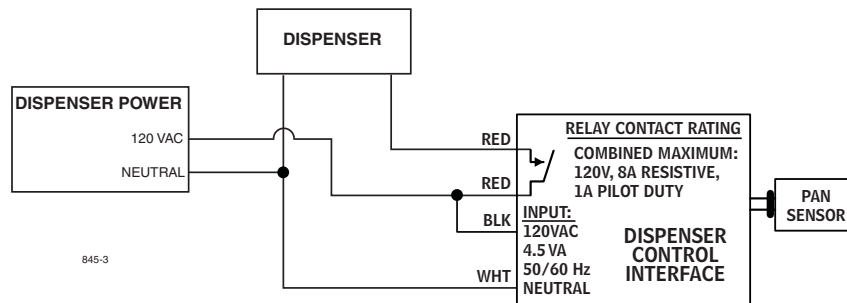 DISPENSER
DISPENSER POWER
120 VAC
NEUTRAL
RED
RED
BLK
WHT
RELAY CONTACT RATING
COMBINED MAXIMUM:
120V, 8A RESISTIVE,
1A PILOT DUTY
INPUT:
120VAC
4.5 VA
50/60 Hz
NEUTRAL
DISPENSER
CONTROL
INTERFACE
PAN
SENSOR
845-3